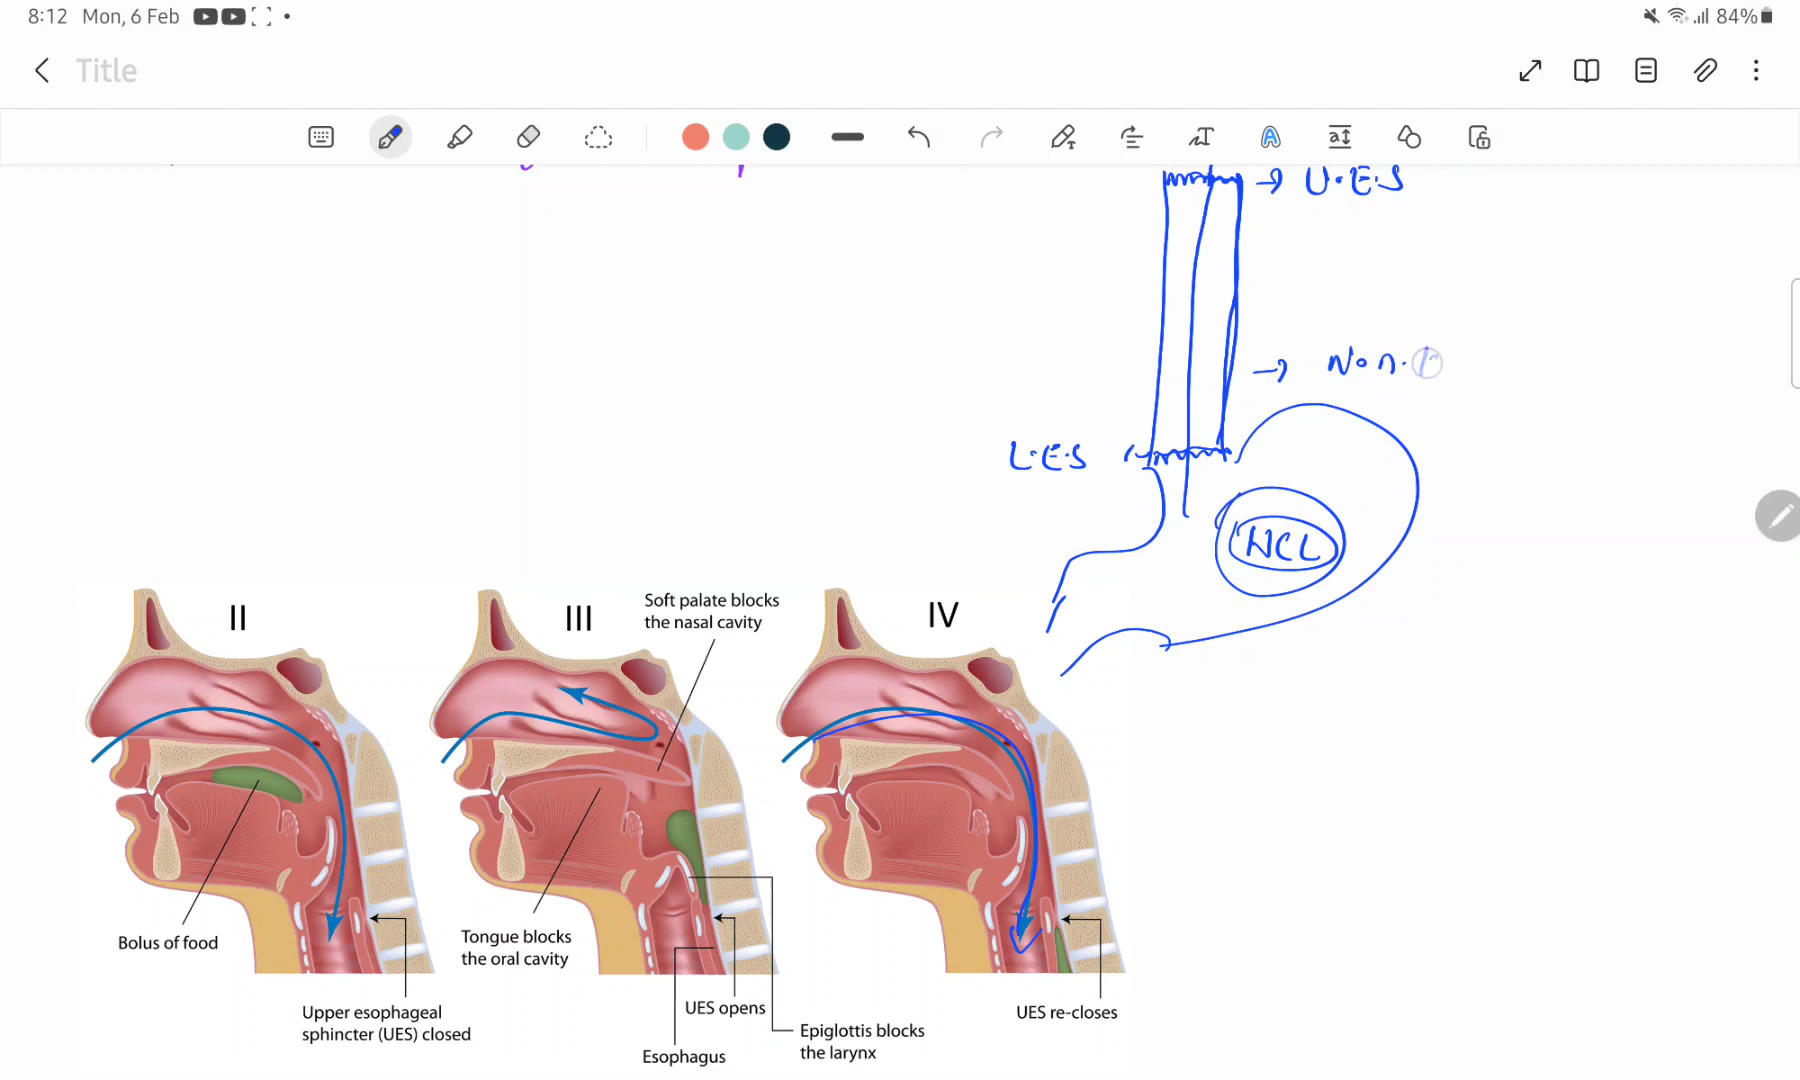 8:12 Mon, 6 Feb
84%
Title
→ U.E.S
→ Non.
L.E.S
HCL
II
III
IV
Soft palate blocks
the nasal cavity
Bolus of food
Tongue blocks
the oral cavity
Upper esophageal
sphincter (UES) closed
UES opens
Esophagus
Epiglottis blocks
the larynx
UES re-closes